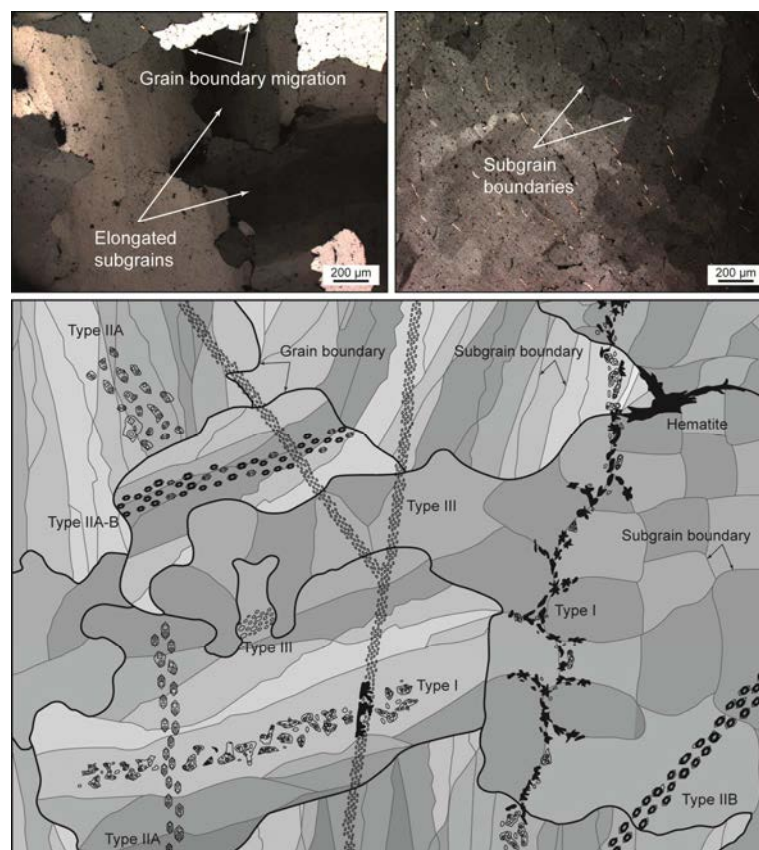 Grain boundary migration
Elongated
subgrains
200 µm
Subgrain
boundaries
200 µm
Type IIA
Grain boundary
Subgrain boundary
Hematite
Type IIA-B
Type III
Subgrain boundary
Type I
Type III
Type I
Type IIB
Type IIA